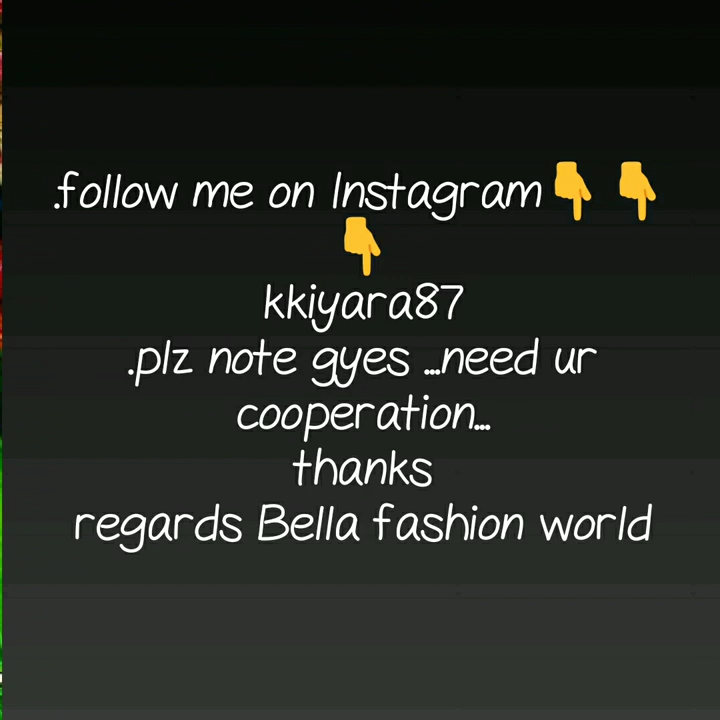 .follow me on Instagram👇 👇
👇
kkiyara87
.plz note gyes ...need ur
cooperation...
thanks
regards Bella fashion world